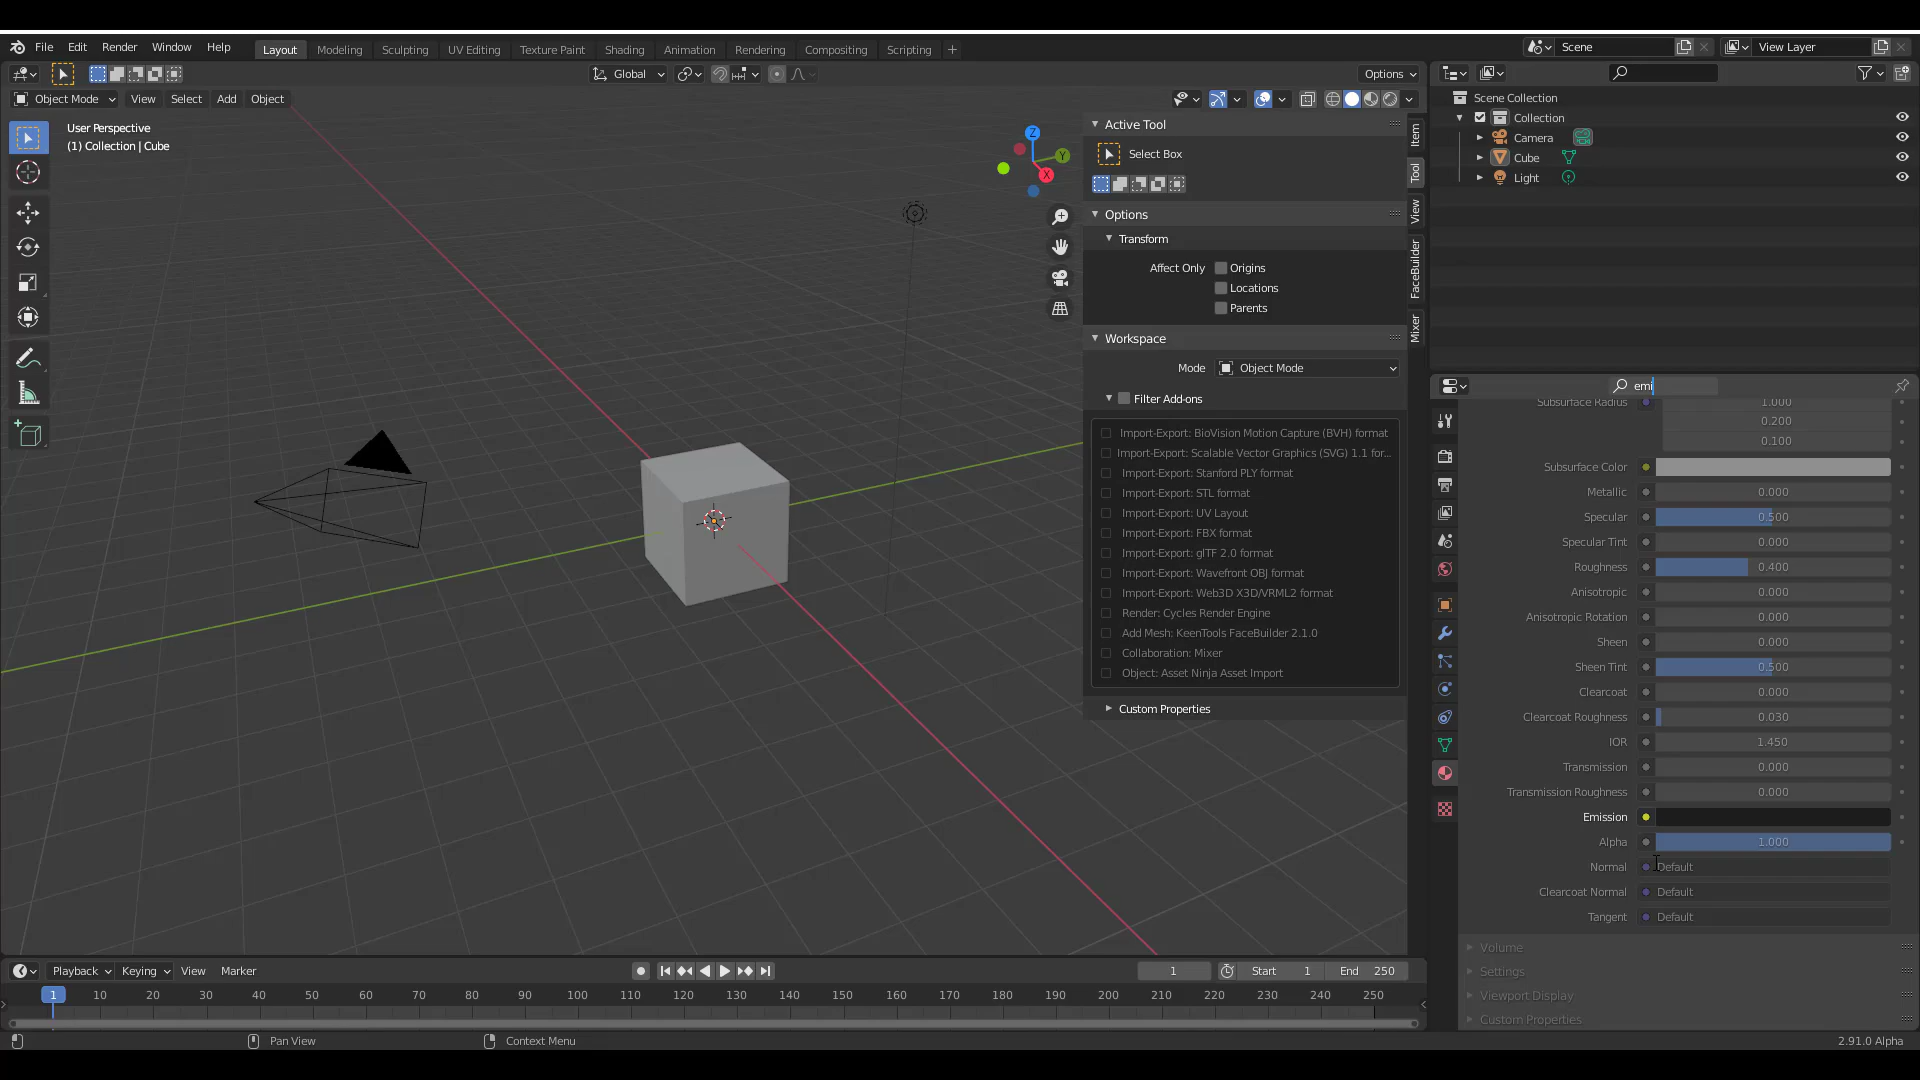 File Edit Render Window Help Layout Modeling Sculpting UV Editing Texture Paint Shading Animation Rendering Compositing Scripting + Scene View Layer
Global Options
Object Mode View Select Add Object
User Perspective
(1) Collection | Cube
Z
Y
X
Active Tool
Select Box
Options
Transform
Affect Only Origins
Locations
Parents
Workspace
Mode Object Mode
Filter Add-ons
Import-Export: BioVision Motion Capture (BVH) format
Import-Export: Scalable Vector Graphics (SVG) 1.1 for...
Import-Export: Stanford PLY format
Import-Export: STL format
Import-Export: UV Layout
Import-Export: FBX format
Import-Export: glTF 2.0 format
Import-Export: Wavefront OBJ format
Import-Export: Web3D X3D/VRML2 format
Render: Cycles Render Engine
Add Mesh: KeenTools FaceBuilder 2.1.0
Collaboration: Mixer
Object: Asset Ninja Asset Import
Custom Properties
Item
Tool
View
FaceBuilder
Mixer
Scene Collection
Collection
Camera
Cube
Light
emi
Subsurface Radius 1.000
0.200
0.100
Subsurface Color
Metallic 0.000
Specular 0.500
Specular Tint 0.000
Roughness 0.400
Anisotropic 0.000
Anisotropic Rotation 0.000
Sheen 0.000
Sheen Tint 0.500
Clearcoat 0.000
Clearcoat Roughness 0.030
IOR 1.450
Transmission 0.000
Transmission Roughness 0.000
Emission
Alpha 1.000
Normal Default
Clearcoat Normal Default
Tangent Default
Volume
Settings
Viewport Display
Custom Properties
Playback Keying View Marker 1 Start 1 End 250
1 10 20 30 40 50 60 70 80 90 100 110 120 130 140 150 160 170 180 190 200 210 220 230 240 250
Pan View Context Menu 2.91.0 Alpha